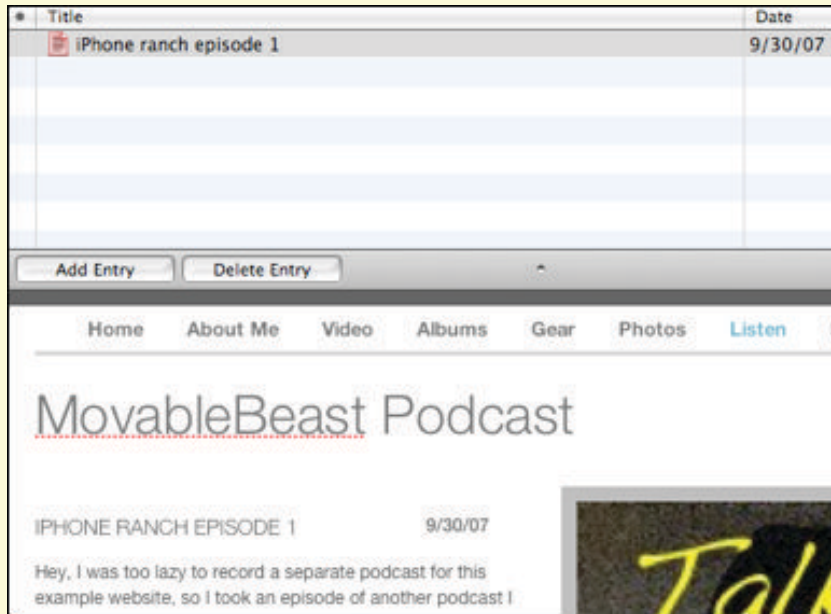 Title Date
iPhone ranch episode 1 9/30/07
Add Entry Delete Entry
Home About Me Video Albums Gear Photos Listen
MovableBeast Podcast
IPHONE RANCH EPISODE 1 9/30/07
Hey, I was too lazy to record a separate podcast for this
example website, so I took an episode of another podcast I